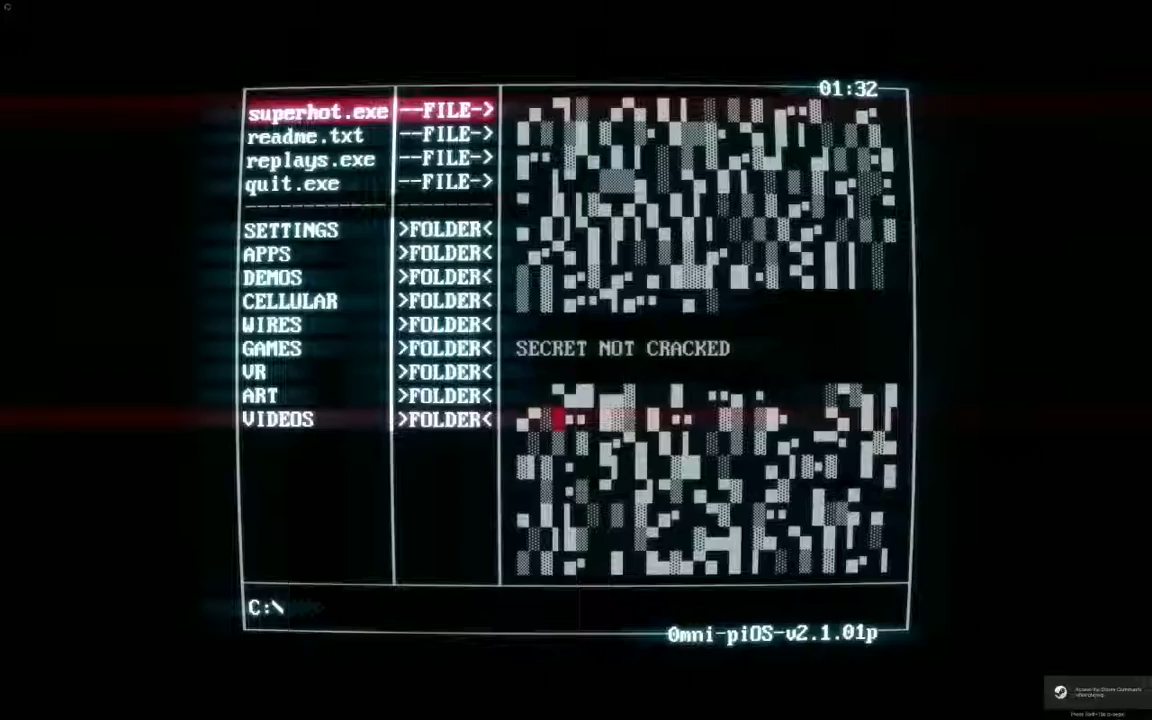 01:32
superhot.exe --FILE->
readme.txt --FILE->
replays.exe --FILE->
quit.exe --FILE->
SETTINGS >FOLDER<
APPS >FOLDER<
DEMOS >FOLDER<
CELLULAR >FOLDER<
WIRES >FOLDER<
GAMES >FOLDER<
VR >FOLDER<
ART >FOLDER<
VIDEOS >FOLDER<
SECRET NOT CRACKED
C:\
Omni-piOS-v2.1.01p